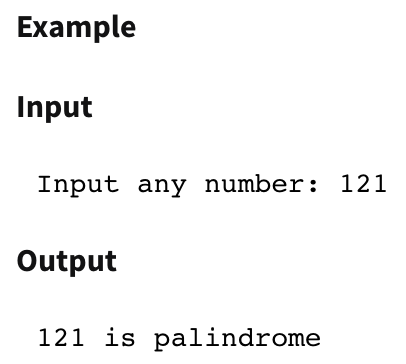 Example
Input
Input any number: 121
Output
121 is palindrome